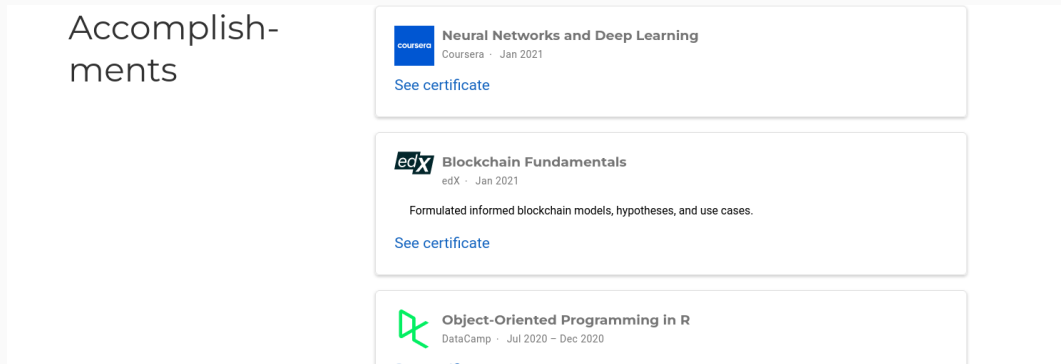 Accomplish-
ments
coursera
Neural Networks and Deep Learning
Coursera · Jan 2021
See certificate
edX
Blockchain Fundamentals
edX · Jan 2021
Formulated informed blockchain models, hypotheses, and use cases.
See certificate
Object-Oriented Programming in R
DataCamp · Jul 2020 – Dec 2020